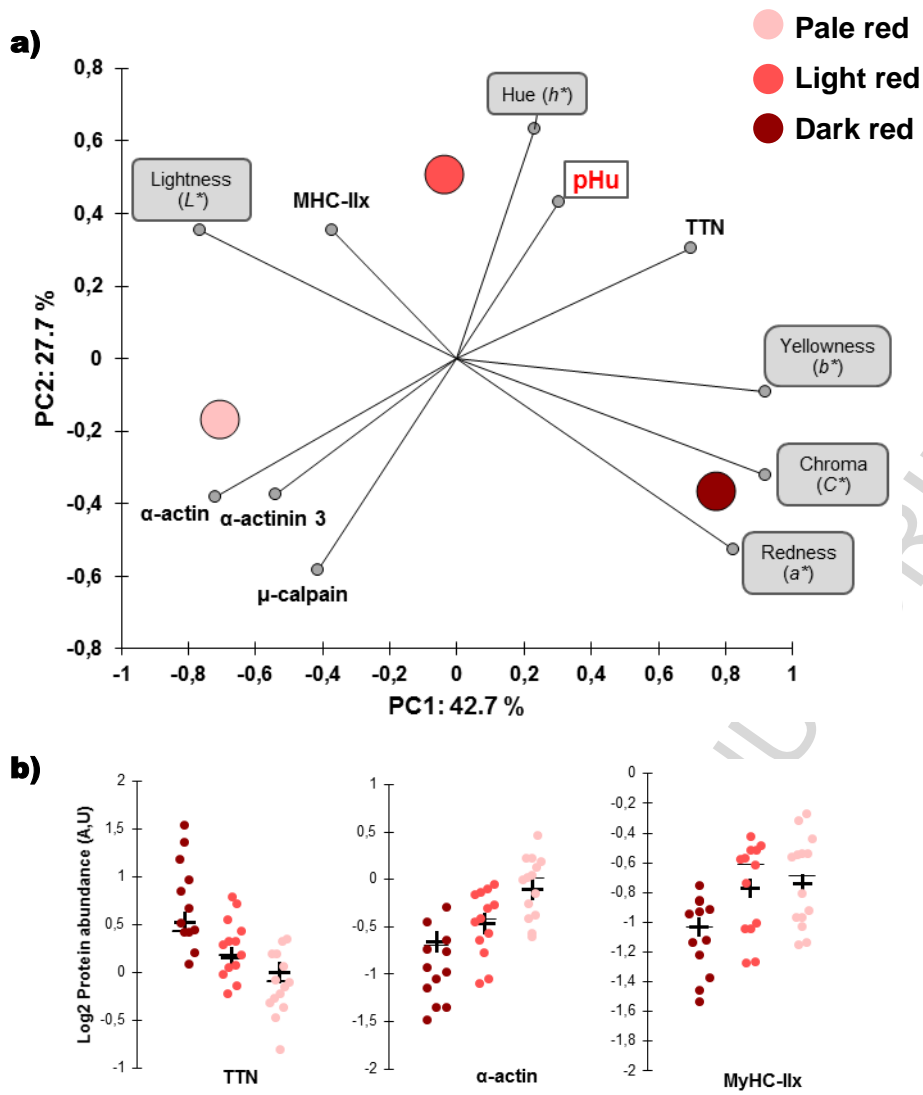 a)
Pale red
Light red
Dark red
0,8
0,6
0,4
0,2
0
-0,2
-0,4
-0,6
-0,8
PC2: 27.7 %
Hue (h*)
Lightness
(L*)
MHC-IIx
pHu
TTN
Yellowness
(b*)
Chroma
(C*)
Redness
(a*)
α-actin
α-actinin 3
μ-calpain
-1
-0,8
-0,6
-0,4
-0,2
0
0,2
0,4
0,6
0,8
1
PC1: 42.7 %
b)
Log2 Protein abundance (A,U)
2
1,5
1
0,5
0
-0,5
-1
TTN
1
0,5
0
-0,5
-1
-1,5
-2
α-actin
0
-0,2
-0,4
-0,6
-0,8
-1
-1,2
-1,4
-1,6
-1,8
-2
MyHC-IIx